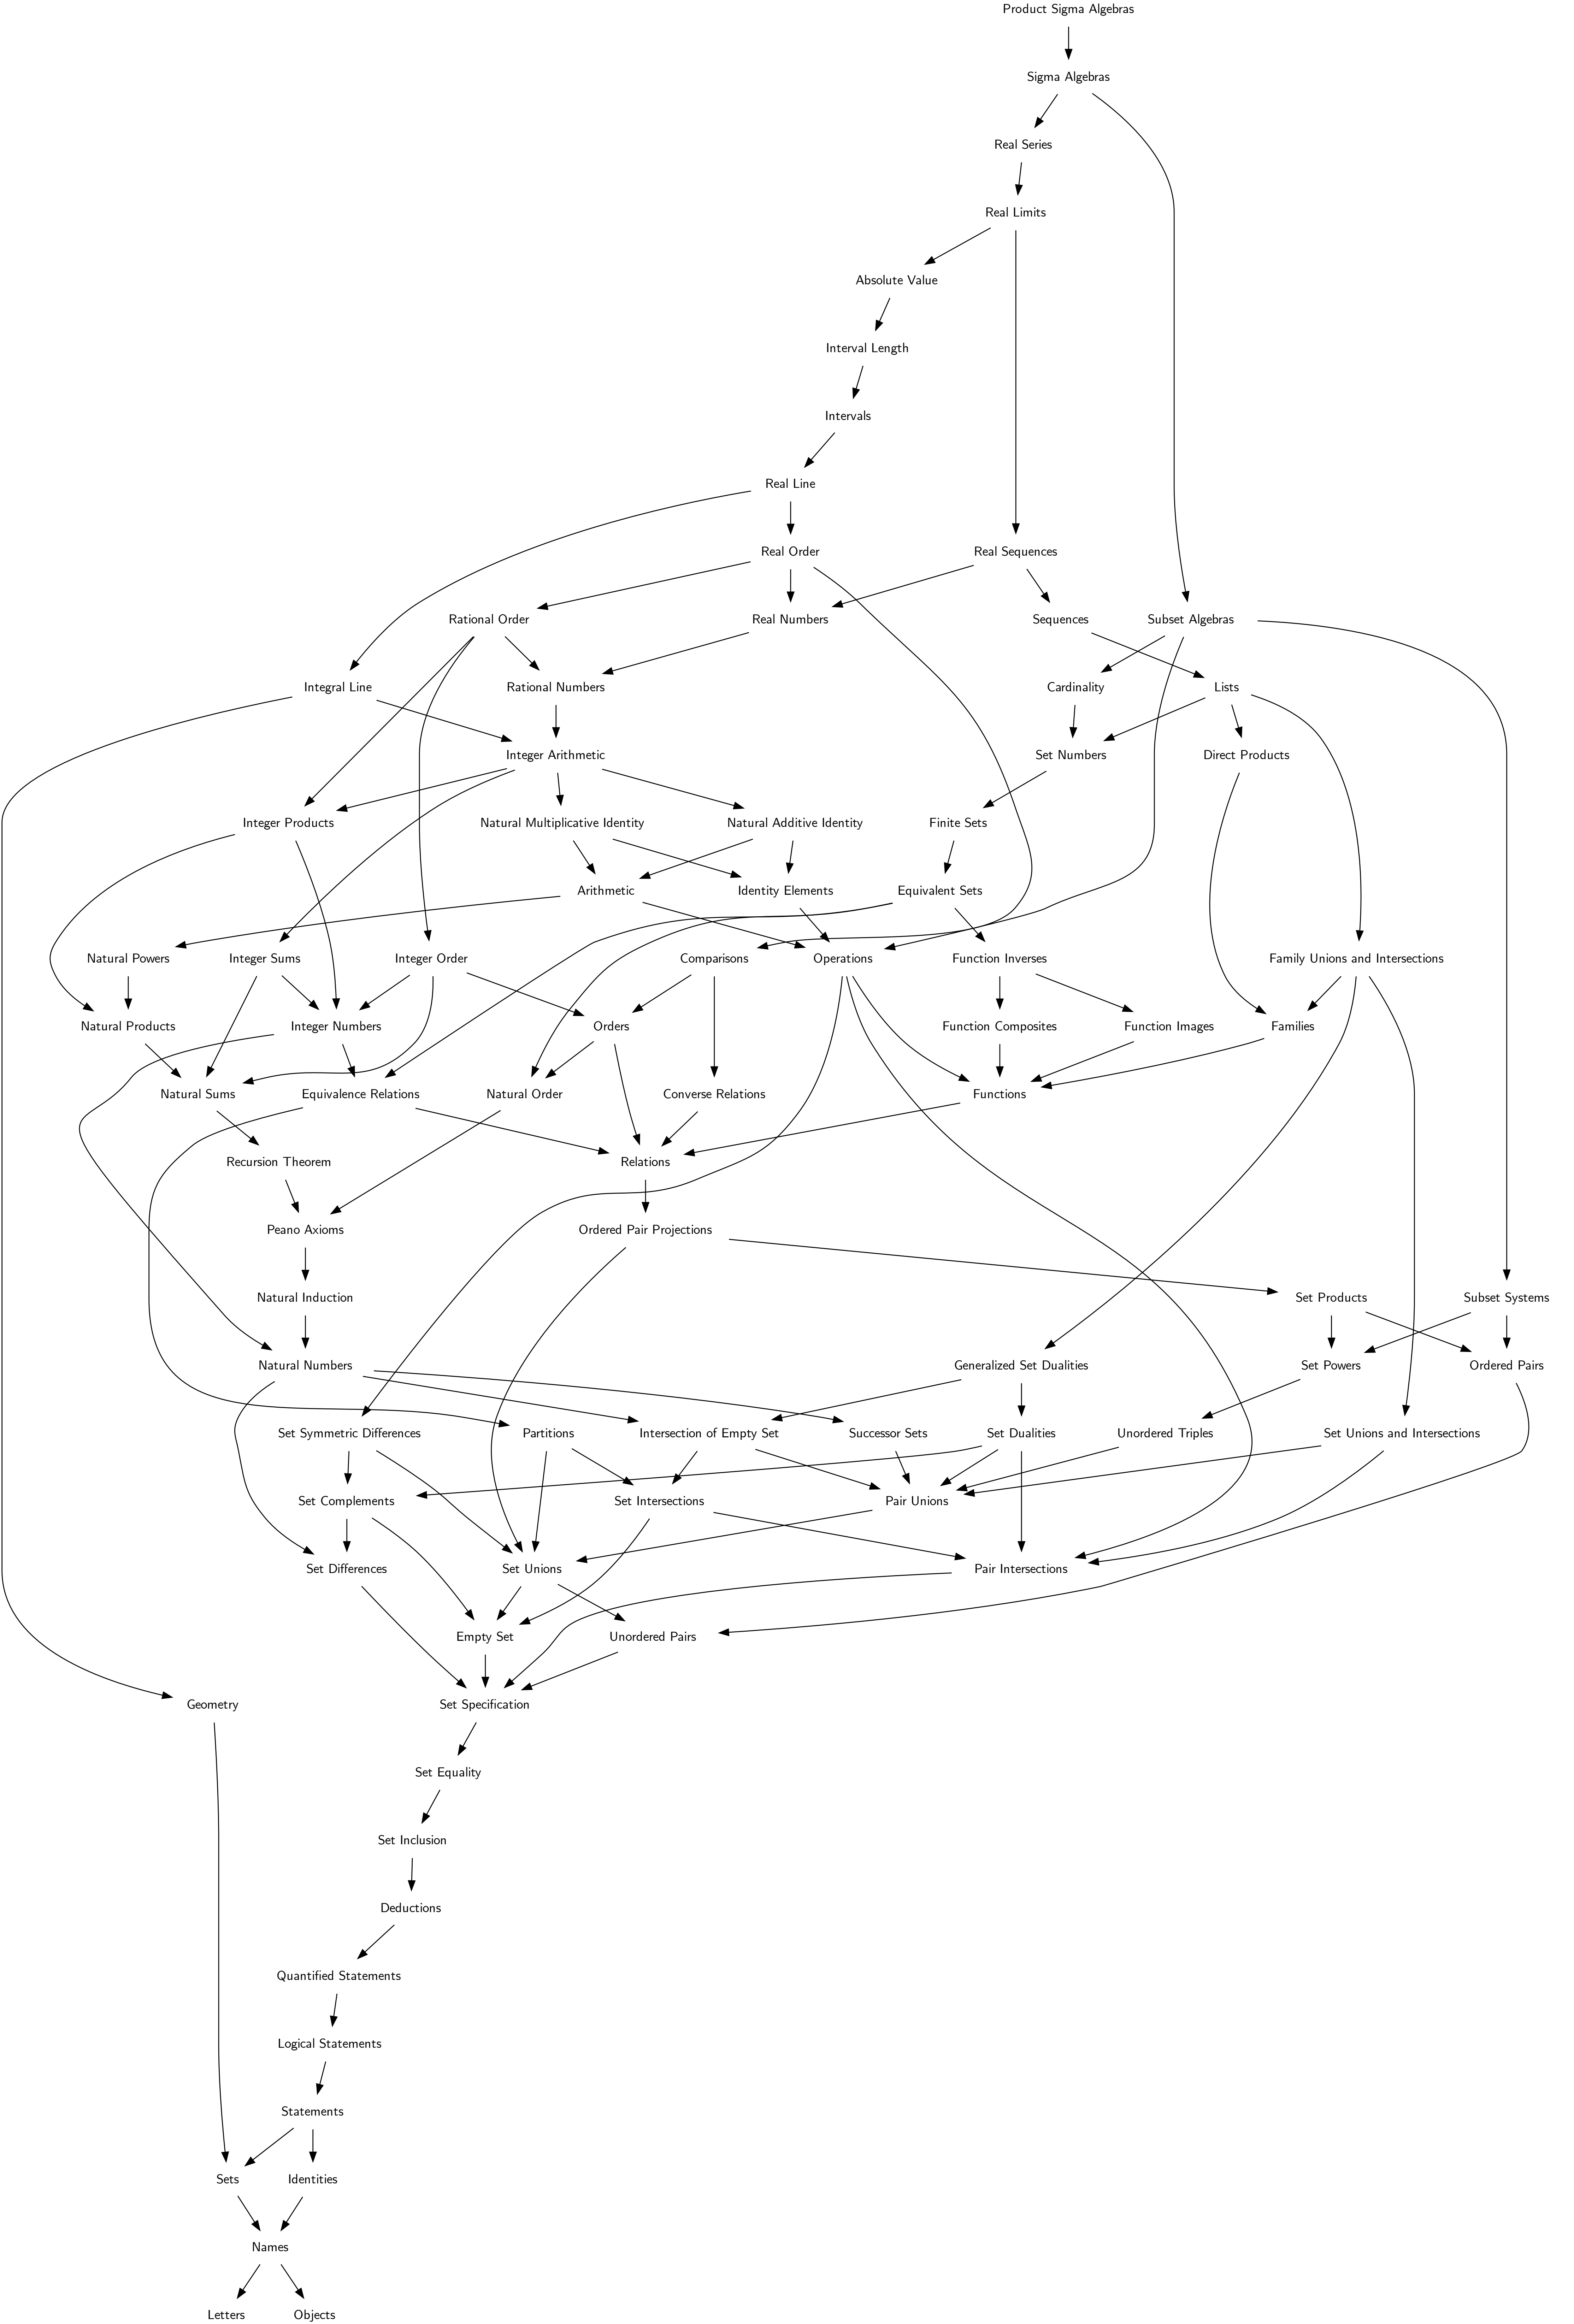 Product Sigma Algebras
Sigma Algebras
Real Series
Real Limits
Absolute Value
Interval Length
Intervals
Real Line
Real Order
Real Sequences
Rational Order
Real Numbers
Sequences
Subset Algebras
Integral Line
Rational Numbers
Cardinality
Lists
Integer Arithmetic
Set Numbers
Direct Products
Integer Products
Natural Multiplicative Identity
Natural Additive Identity
Finite Sets
Arithmetic
Identity Elements
Equivalent Sets
Natural Powers
Integer Sums
Integer Order
Comparisons
Operations
Function Inverses
Family Unions and Intersections
Natural Products
Integer Numbers
Orders
Function Composites
Function Images
Families
Natural Sums
Equivalence Relations
Natural Order
Converse Relations
Functions
Recursion Theorem
Relations
Peano Axioms
Ordered Pair Projections
Natural Induction
Set Products
Subset Systems
Natural Numbers
Generalized Set Dualities
Set Powers
Ordered Pairs
Set Symmetric Differences
Partitions
Intersection of Empty Set
Successor Sets
Set Dualities
Unordered Triples
Set Unions and Intersections
Set Complements
Set Intersections
Pair Unions
Set Differences
Set Unions
Pair Intersections
Empty Set
Unordered Pairs
Geometry
Set Specification
Set Equality
Set Inclusion
Deductions
Quantified Statements
Logical Statements
Statements
Sets
Identities
Names
Letters
Objects